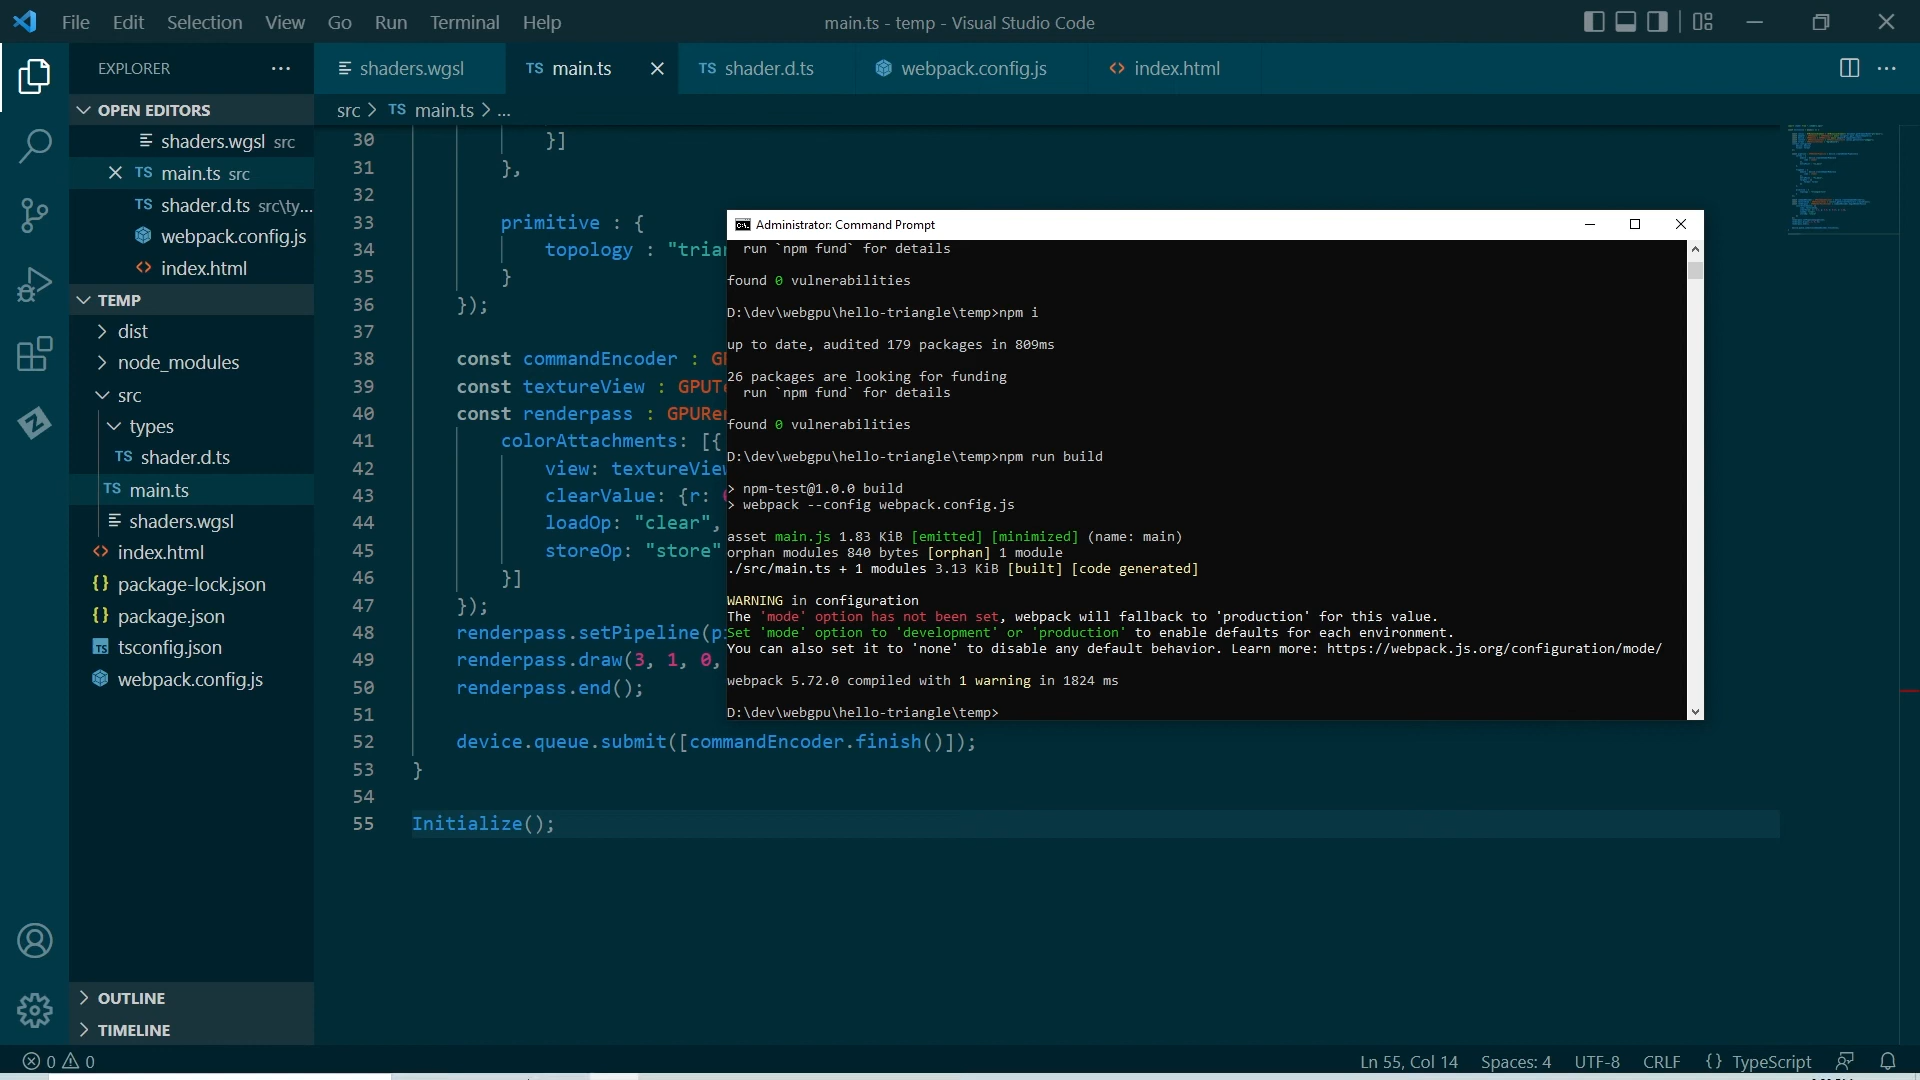 File Edit Selection View Go Run Terminal Help
main.ts - temp - Visual Studio Code
EXPLORER
OPEN EDITORS
shaders.wgsl src
TS main.ts src
TS shader.d.ts src\ty...
webpack.config.js
<> index.html
TEMP
dist
node_modules
src
types
TS shader.d.ts
TS main.ts
shaders.wgsl
<> index.html
{} package-lock.json
{} package.json
TS tsconfig.json
webpack.config.js
OUTLINE
TIMELINE
shaders.wgsl
TS main.ts
TS shader.d.ts
webpack.config.js
<> index.html
src > TS main.ts > ...
30 }]
31 },
32
33 primitive : {
34 topology : "trian
35 }
36 });
37
38 const commandEncoder : G
39 const textureView : GPUTe
40 const renderpass : GPURe
41 colorAttachments: [{
42 view: textureVie
43 clearValue: {r:
44 loadOp: "clear",
45 storeOp: "store"
46 }]
47 });
48 renderpass.setPipeline(p
49 renderpass.draw(3, 1, 0,
50 renderpass.end();
51
52 device.queue.submit([commandEncoder.finish()]);
53 }
54
55 Initialize();
Administrator: Command Prompt
run `npm fund` for details
found 0 vulnerabilities
D:\dev\webgpu\hello-triangle\temp>npm i
up to date, audited 179 packages in 809ms
26 packages are looking for funding
run `npm fund` for details
found 0 vulnerabilities
D:\dev\webgpu\hello-triangle\temp>npm run build
> npm-test@1.0.0 build
> webpack --config webpack.config.js
asset main.js 1.83 KiB [emitted] [minimized] (name: main)
orphan modules 840 bytes [orphan] 1 module
./src/main.ts + 1 modules 3.13 KiB [built] [code generated]
WARNING in configuration
The 'mode' option has not been set, webpack will fallback to 'production' for this value.
Set 'mode' option to 'development' or 'production' to enable defaults for each environment.
You can also set it to 'none' to disable any default behavior. Learn more: https://webpack.js.org/configuration/mode/
webpack 5.72.0 compiled with 1 warning in 1824 ms
D:\dev\webgpu\hello-triangle\temp>
0 0
Ln 55, Col 14 Spaces: 4 UTF-8 CRLF {} TypeScript